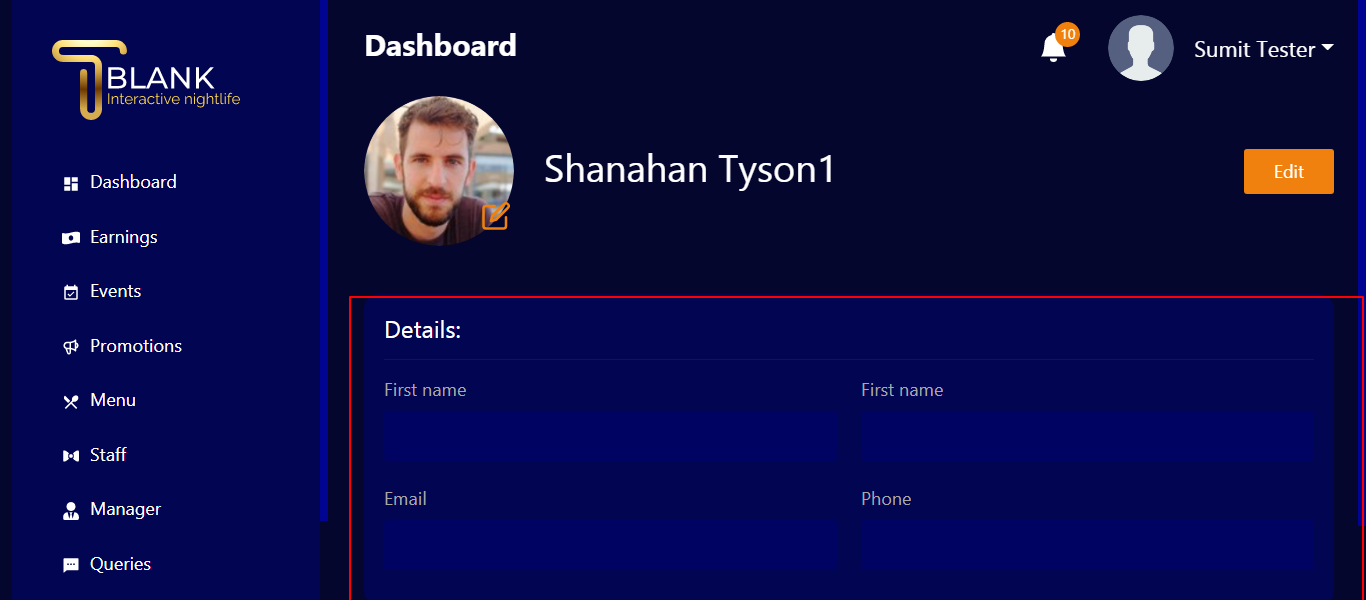 BLANK
Interactive nightlife
Dashboard
Earnings
Events
Promotions
Menu
Staff
Manager
Queries
Dashboard
10
Sumit Tester
Shanahan Tyson1
Edit
Details:
First name
First name
Email
Phone